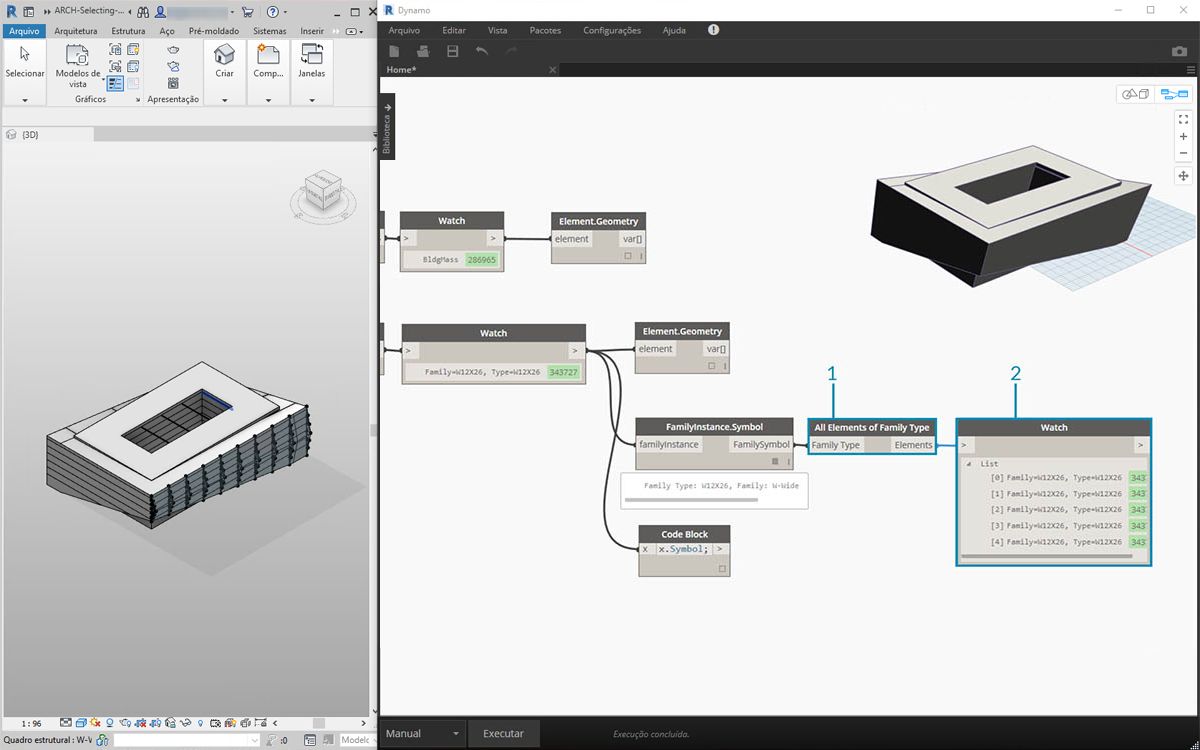 ARCH-Selecting-...
Arquivo Arquitetura Estrutura Aço Pré-moldado Sistemas Inserir
Selecionar
Modelos de
vista
Criar
Comp...
Janelas
Gráficos
Apresentação
{3D}
1 : 96
Quadro estrutural : W-V
:0
Modelc
Dynamo
Arquivo Editar Vista Pacotes Configurações Ajuda
Home*
Biblioteca
Watch
> >
BldgMass 286965
Element.Geometry
element var[]
Watch
> >
Family=W12X26, Type=W12X26 343727
Element.Geometry
element var[]
1
2
FamilyInstance.Symbol
familyInstance FamilySymbol
Family Type: W12X26, Family: W-Wide
All Elements of Family Type
Family Type Elements
Watch
> >
List
[0] Family=W12X26, Type=W12X26 343
[1] Family=W12X26, Type=W12X26 343
[2] Family=W12X26, Type=W12X26 343
[3] Family=W12X26, Type=W12X26 343
[4] Family=W12X26, Type=W12X26 343
Code Block
x x.Symbol; >
Manual
Executar
Execução concluída.